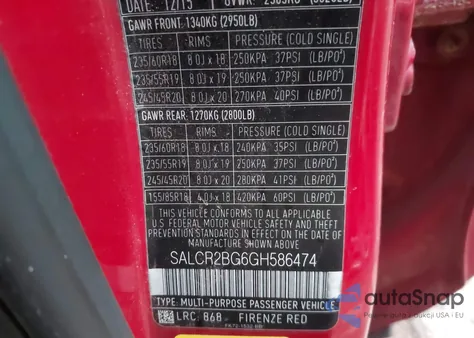 12/15
GAWR FRONT: 1340KG (2950LB)
TIRES RIMS PRESSURE (COLD SINGLE)
235/60R18 8.0J x 18 250KPA 37PSI (LB/PO²)
235/55R19 8.0J x 19 250KPA 37PSI (LB/PO²)
245/45R20 8.0J x 20 270KPA 40PSI (LB/PO²)
GAWR REAR: 1270KG (2800LB)
TIRES RIMS PRESSURE (COLD SINGLE)
235/60R18 8.0J x 18 240KPA 35PSI (LB/PO²)
235/55R19 8.0J x 19 250KPA 37PSI (LB/PO²)
245/45R20 8.0J x 20 280KPA 41PSI (LB/PO²)
155/85R18 4.0J x 18 420KPA 60PSI (LB/PO²)
THIS VEHICLE CONFORMS TO ALL APPLICABLE
U.S. FEDERAL MOTOR VEHICLE SAFETY AND THEFT
PREVENTION STANDARDS IN EFFECT ON THE DATE OF
MANUFACTURE SHOWN ABOVE.
SALCR2BG6GH586474
TYPE: MULTI-PURPOSE PASSENGER VEHICLE
LRC: 868 FIRENZE RED
autoSnap
Aukcje samochodowe USA i EU